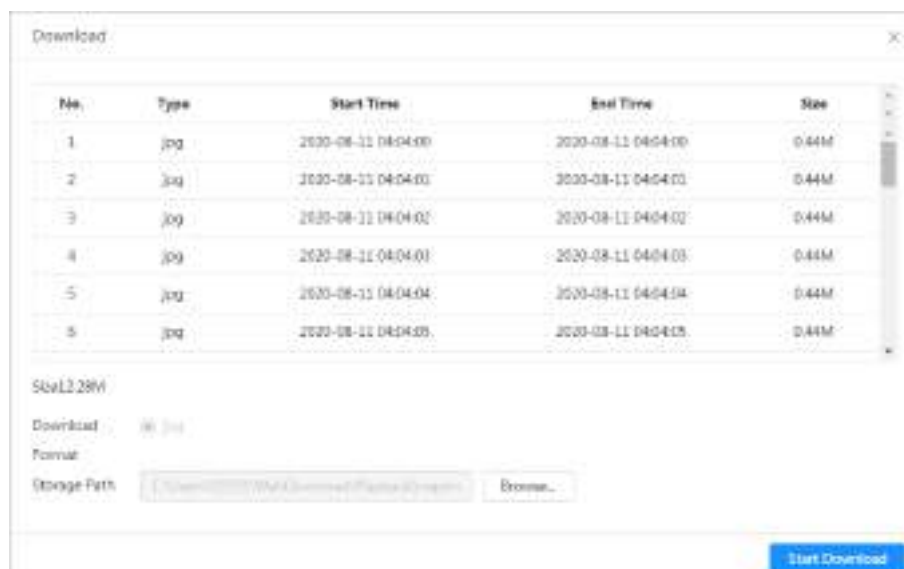 Download
No. Type Start Time End Time Size
1 jpg 2020-08-11 04:04:00 2020-08-11 04:04:00 0.44M
2 jpg 2020-08-11 04:04:01 2020-08-11 04:04:01 0.44M
3 jpg 2020-08-11 04:04:02 2020-08-11 04:04:02 0.44M
4 jpg 2020-08-11 04:04:03 2020-08-11 04:04:03 0.44M
5 jpg 2020-08-11 04:04:04 2020-08-11 04:04:04 0.44M
6 jpg 2020-08-11 04:04:05 2020-08-11 04:04:05 0.44M
Size12.28M
Download
Format
Storage Path Browse...
Start Download